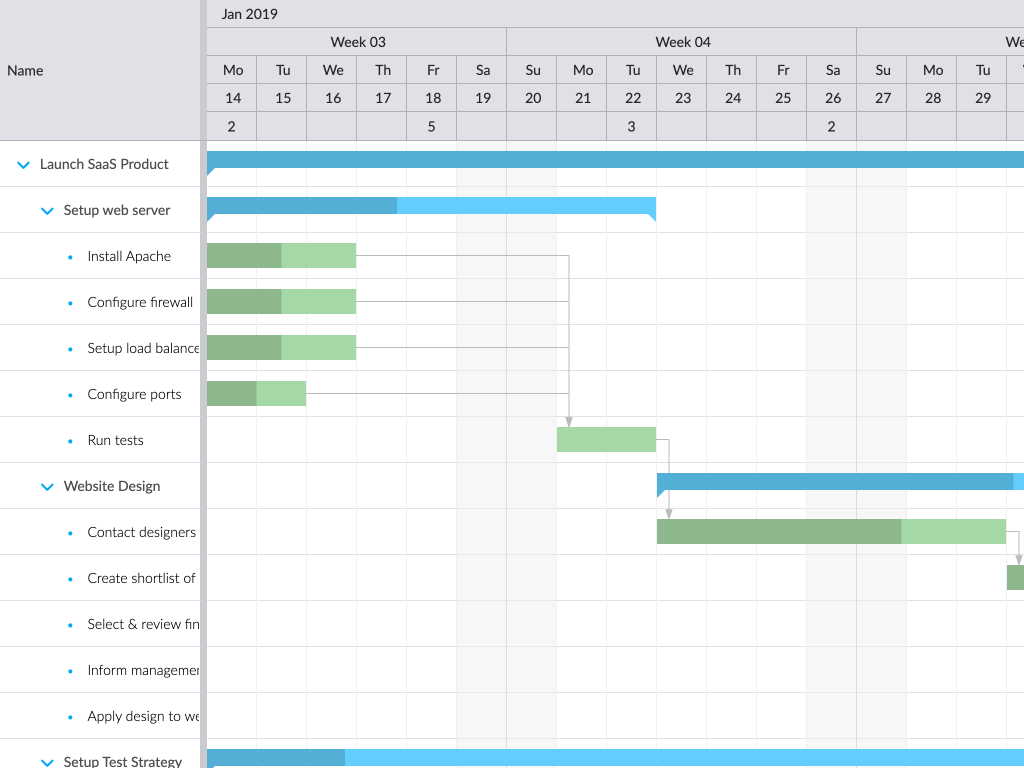 Jan 2019
Week 03 Week 04 We
Name
Mo Tu We Th Fr Sa Su Mo Tu We Th Fr Sa Su Mo Tu
14 15 16 17 18 19 20 21 22 23 24 25 26 27 28 29
2 5 3 2
Launch SaaS Product
Setup web server
Install Apache
Configure firewall
Setup load balance
Configure ports
Run tests
Website Design
Contact designers
Create shortlist of
Select & review fin
Inform managemen
Apply design to we
Setup Test Strategy